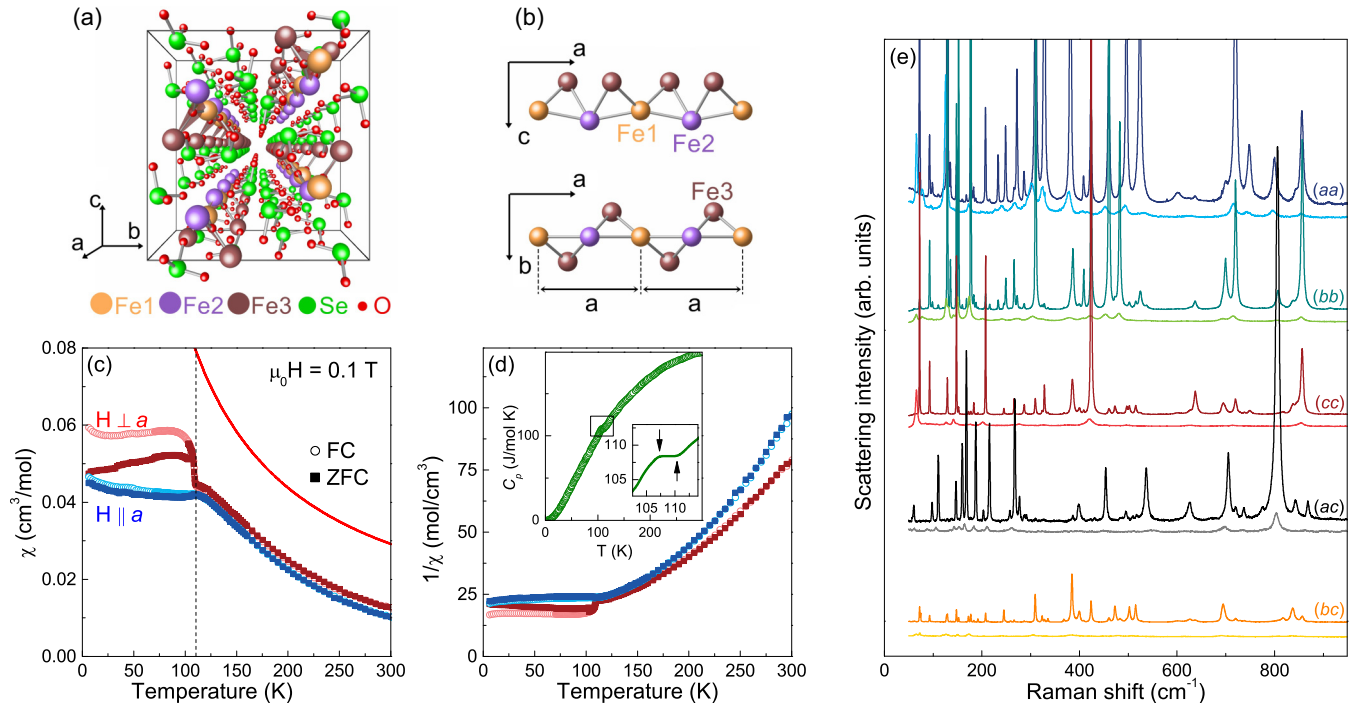 (a)
c
a
b
Fe1 Fe2 Fe3 Se O
(b)
a
c
Fe1
Fe2
a
Fe3
b
a
a
(c)
μ0H = 0.1 T
H ⊥ a
FC
ZFC
H || a
0.08
0.06
0.04
0.02
0.00
χ (cm3/mol)
0 50 100 150 200 250 300
Temperature (K)
(d)
100
75
50
25
0
1/χ (mol/cm3)
0 50 100 150 200 250 300
Temperature (K)
100
0
Cp (J/mol K)
0 100 200
T (K)
110
108
105
105 110
(e)
Scattering intensity (arb. units)
(aa)
(bb)
(cc)
(ac)
(bc)
0 200 400 600 800
Raman shift (cm-1)